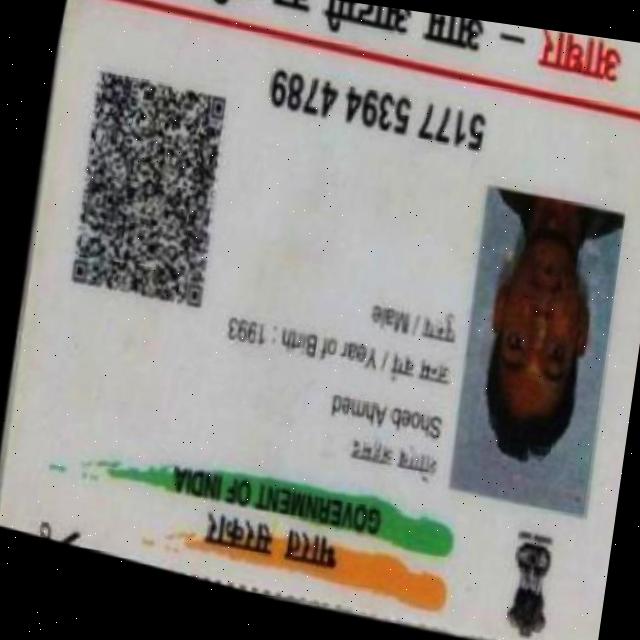 भारत सरकार
GOVERNMENT OF INDIA
शोएब अहमद
Shoeb Ahmed
जन्म वर्ष / Year of Birth : 1993
पुरुष / Male
5177 5394 4789
आधार — आम आदमी का